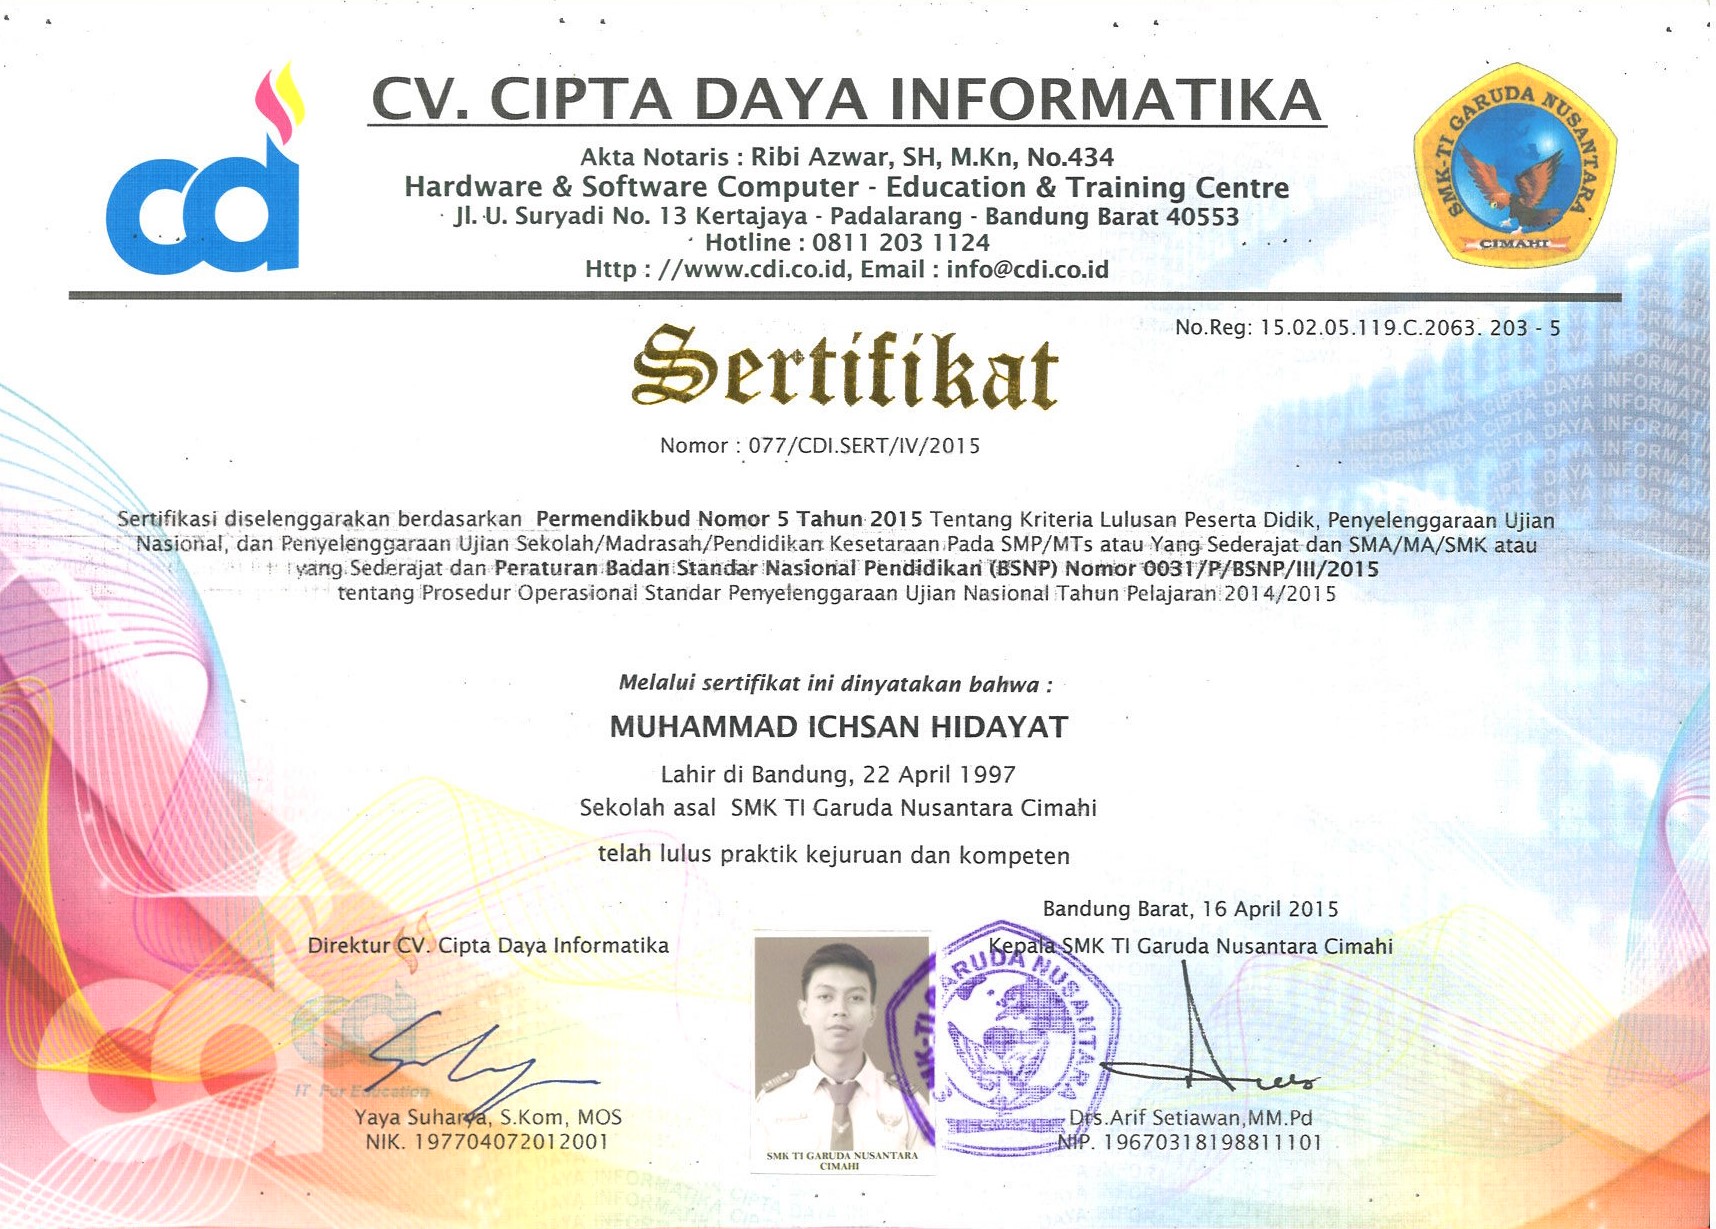 CV. CIPTA DAYA INFORMATIKA
Akta Notaris : Ribi Azwar, SH, M.Kn, No.434
Hardware & Software Computer - Education & Training Centre
Jl. U. Suryadi No. 13 Kertajaya - Padalarang - Bandung Barat 40553
Hotline : 0811 203 1124
Http : //www.cdi.co.id, Email : info@cdi.co.id
cdi
SMK-TI GARUDA NUSANTARA
CIMAHI
No.Reg: 15.02.05.119.C.2063. 203 - 5
Sertifikat
Nomor : 077/CDI.SERT/IV/2015
Sertifikasi diselenggarakan berdasarkan Permendikbud Nomor 5 Tahun 2015 Tentang Kriteria Lulusan Peserta Didik, Penyelenggaraan Ujian
Nasional, dan Penyelenggaraan Ujian Sekolah/Madrasah/Pendidikan Kesetaraan Pada SMP/MTs atau Yang Sederajat dan SMA/MA/SMK atau
yang Sederajat dan Peraturan Badan Standar Nasional Pendidikan (BSNP) Nomor 0031/P/BSNP/III/2015
tentang Prosedur Operasional Standar Penyelenggaraan Ujian Nasional Tahun Pelajaran 2014/2015
Melalui sertifikat ini dinyatakan bahwa :
MUHAMMAD ICHSAN HIDAYAT
Lahir di Bandung, 22 April 1997
Sekolah asal SMK TI Garuda Nusantara Cimahi
telah lulus praktik kejuruan dan kompeten
Bandung Barat, 16 April 2015
Direktur CV. Cipta Daya Informatika
Kepala SMK TI Garuda Nusantara Cimahi
IT For Education
Yaya Suharya, S.Kom, MOS
NIK. 197704072012001
SMK TI GARUDA NUSANTARA
CIMAHI
GARUDA NUSANTARA
Drs.Arif Setiawan,MM.Pd
NIP. 19670318198811101